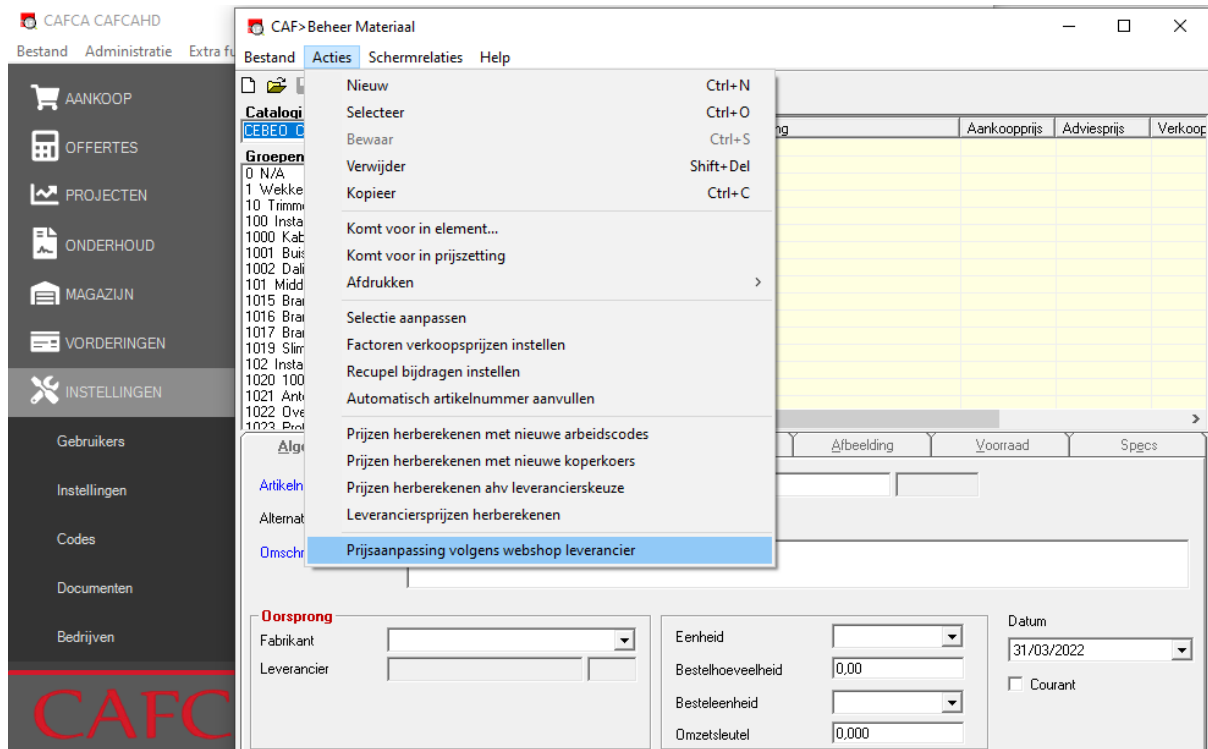 CAFCA CAFCAHD
Bestand Administratie Extra fu
AANKOOP
OFFERTES
PROJECTEN
ONDERHOUD
MAGAZIJN
VORDERINGEN
INSTELLINGEN
Gebruikers
Instellingen
Codes
Documenten
Bedrijven
CAFC
CAF>Beheer Materiaal
Bestand Acties Schermrelaties Help
Nieuw Ctrl+N
Selecteer Ctrl+O
Bewaar Ctrl+S
Verwijder Shift+Del
Kopieer Ctrl+C
Komt voor in element...
Komt voor in prijszetting
Afdrukken
Selectie aanpassen
Factoren verkoopsprijzen instellen
Recupel bijdragen instellen
Automatisch artikelnummer aanvullen
Prijzen herberekenen met nieuwe arbeidscodes
Prijzen herberekenen met nieuwe koperkoers
Prijzen herberekenen ahv leverancierskeuze
Leveranciersprijzen herberekenen
Prijsaanpassing volgens webshop leverancier
Catalogi
CEBEO C
Groepen
0 N/A
1 Wekke
10 Trimm
100 Insta
1000 Kab
1001 Buis
1002 Dali
101 Midd
1015 Bra
1016 Bra
1017 Bra
1019 Slim
102 Insta
1020 100
1021 Ante
1022 Ove
1023 Prof
ng Aankoopprijs Adviesprijs Verkoop
Alge Afbeelding Voorraad Specs
Artikeln
Alternat
Omschr
Oorsprong
Fabrikant
Leverancier
Eenheid
Bestelhoeveelheid 0,00
Besteleenheid
Omzetsleutel 0,000
Datum
31/03/2022
Courant